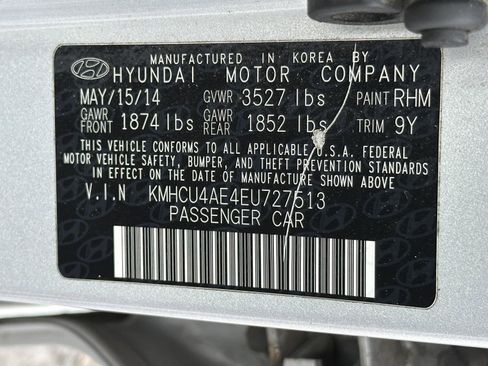 MANUFACTURED IN KOREA BY
HYUNDAI MOTOR COMPANY
MAY/15/14 GVWR 3527 lbs PAINT RHM
GAWR FRONT 1874 lbs GAWR REAR 1852 lbs TRIM 9Y
THIS VEHICLE CONFORMS TO ALL APPLICABLE U.S.A. FEDERAL
MOTOR VEHICLE SAFETY, BUMPER, AND THEFT PREVENTION STANDARDS
IN EFFECT ON THE DATE OF MANUFACTURE SHOWN ABOVE.
V.I.N KMHCU4AE4EU727513
PASSENGER CAR